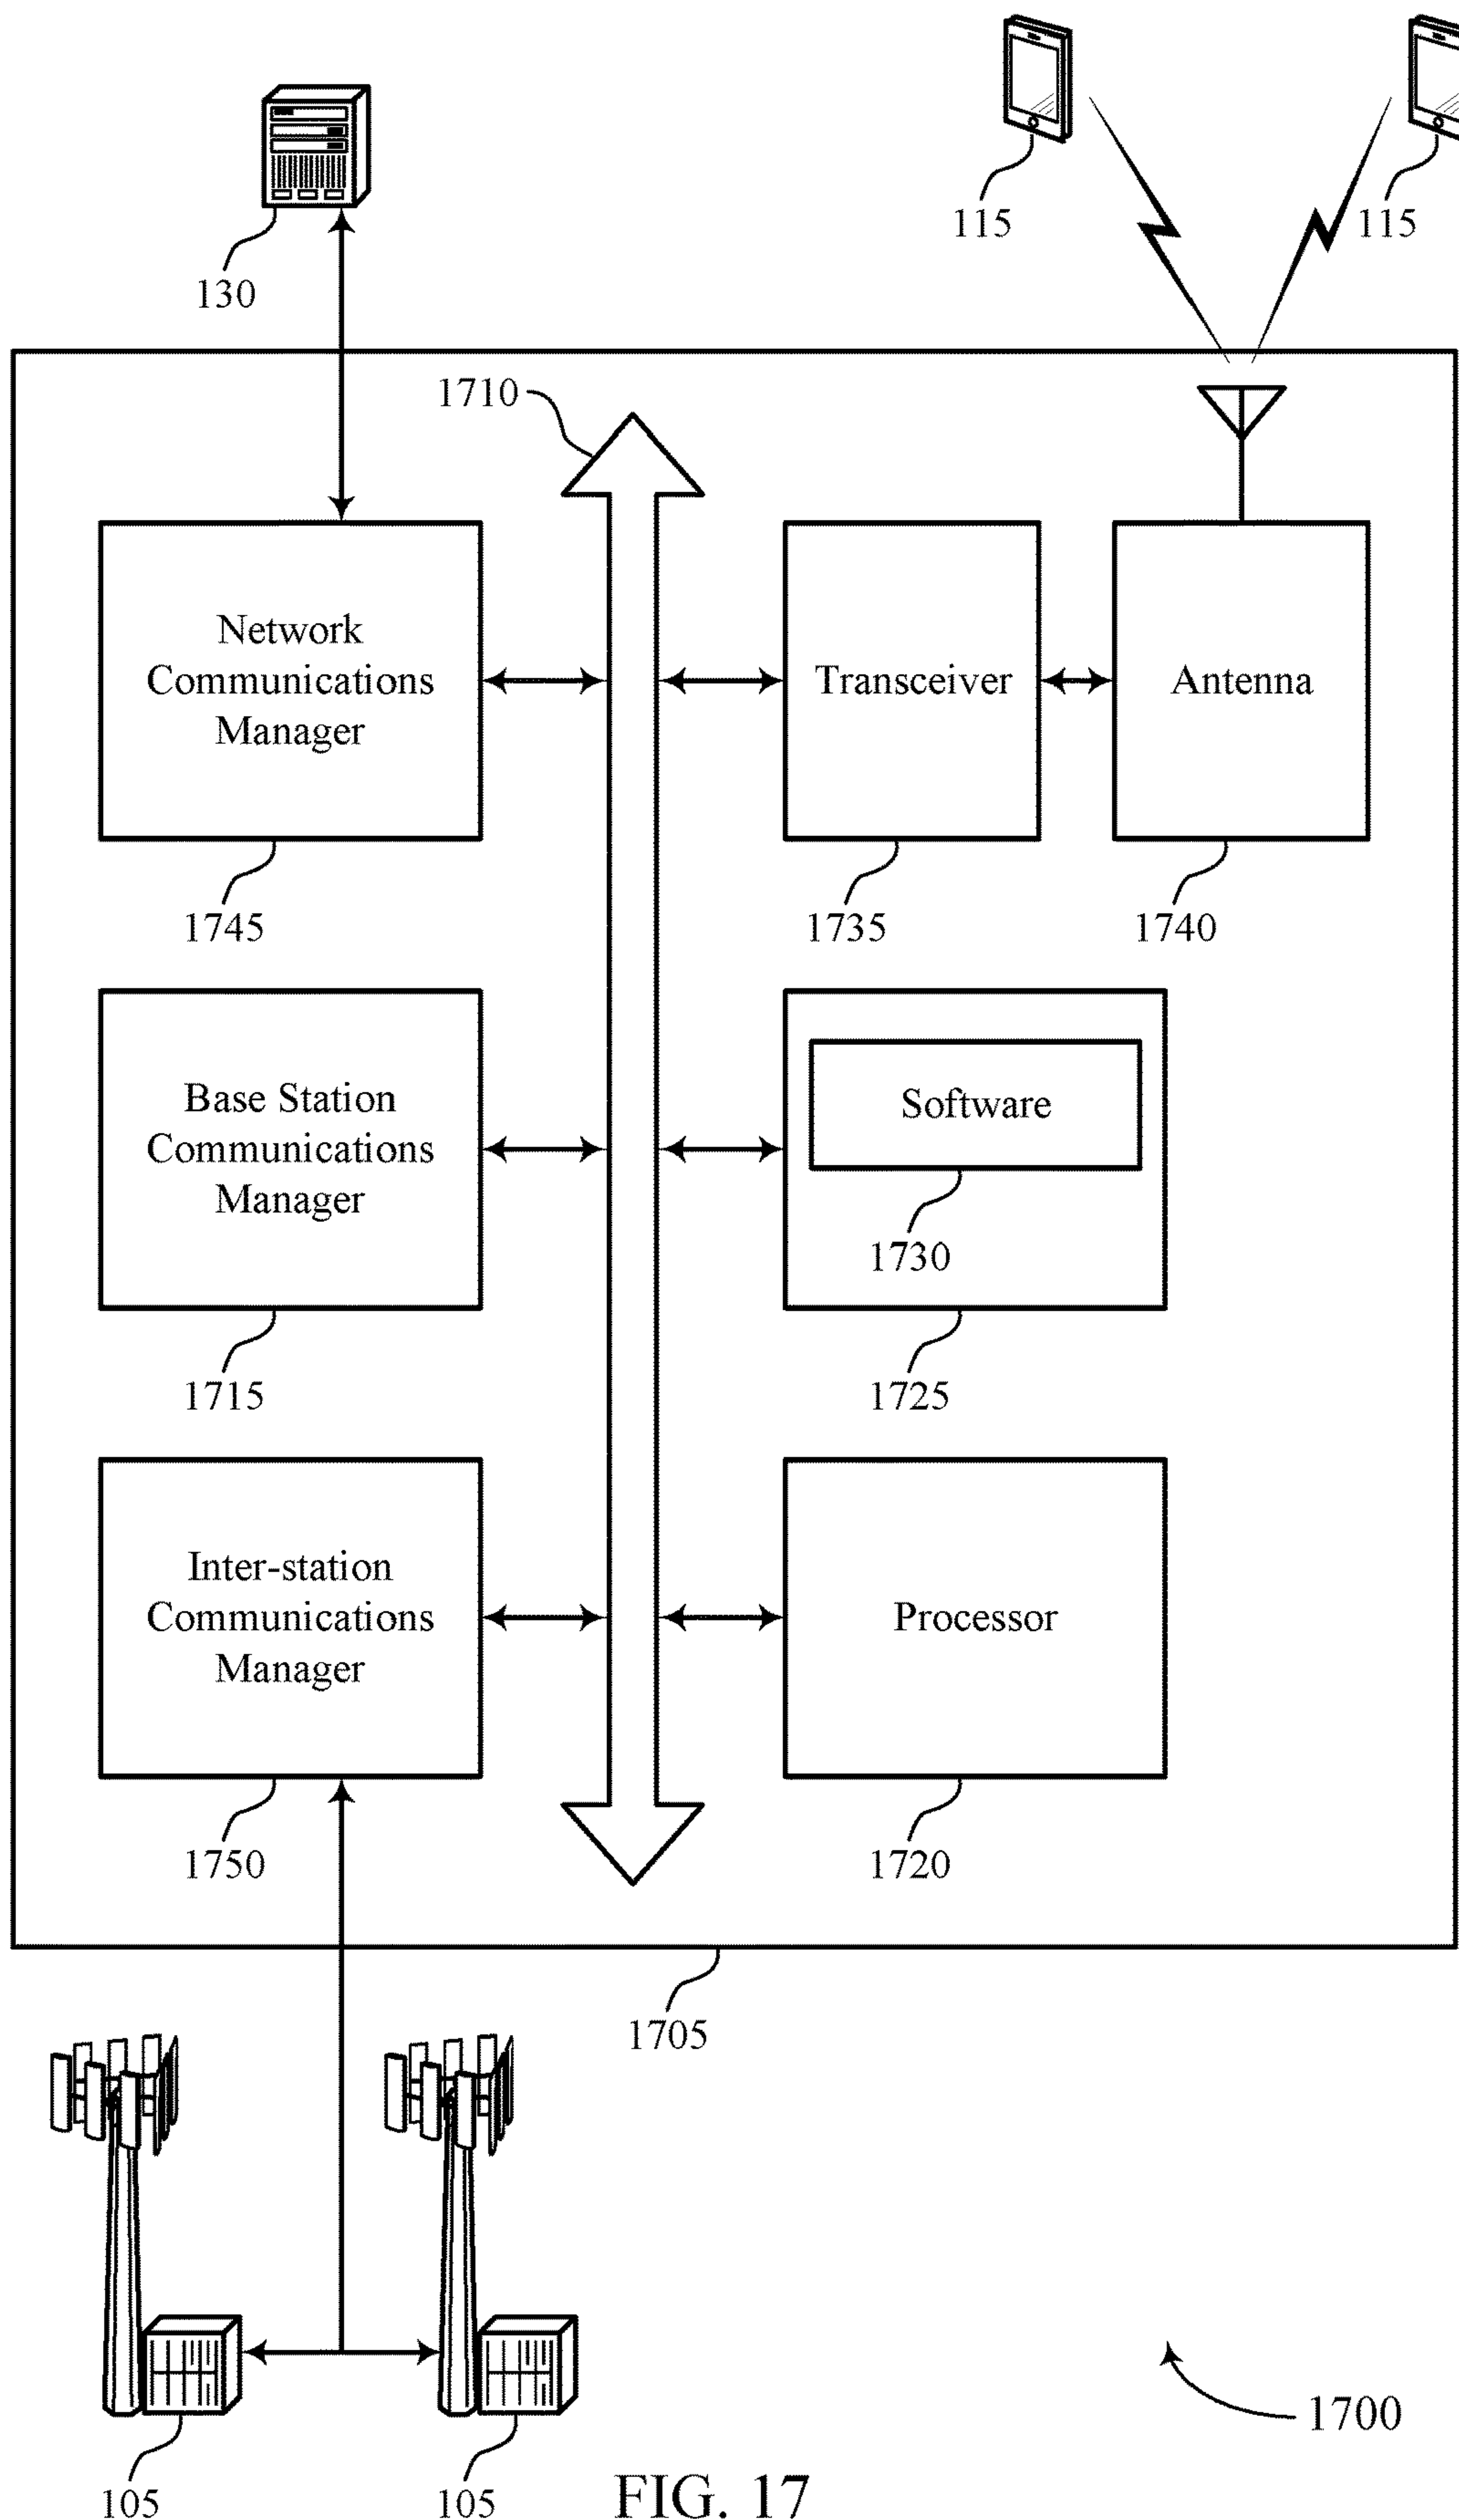 115
115
130
1710
Network
Communications
Manager
Transceiver
Antenna
1745
1735
1740
Base Station
Communications
Manager
Software
1730
1715
1725
Inter-station
Communications
Manager
Processor
1750
1720
1705
1700
105
105
FIG. 17